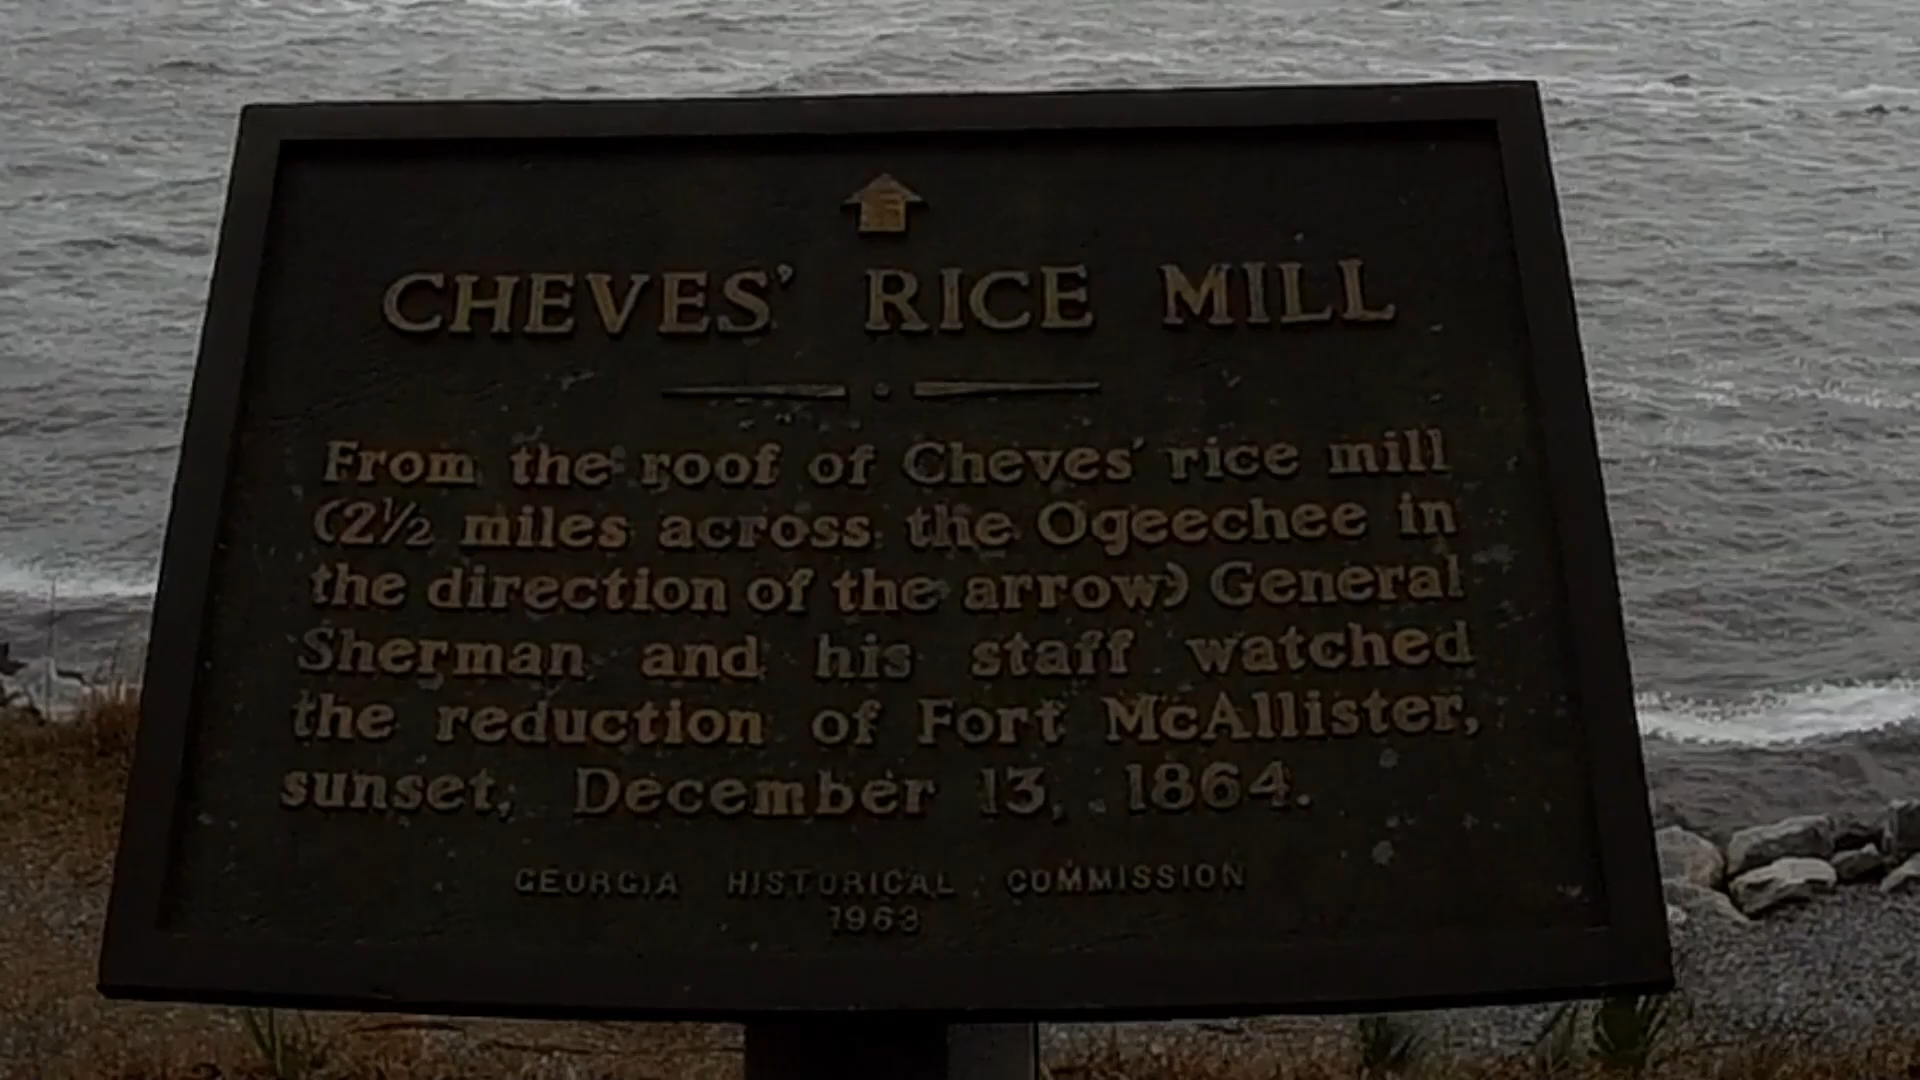 CHEVES' RICE MILL
From the roof of Cheves' rice mill
(2½ miles across the Ogeechee in
the direction of the arrow) General
Sherman and his staff watched
the reduction of Fort McAllister,
sunset, December 13, 1864.
GEORGIA HISTORICAL COMMISSION
1963